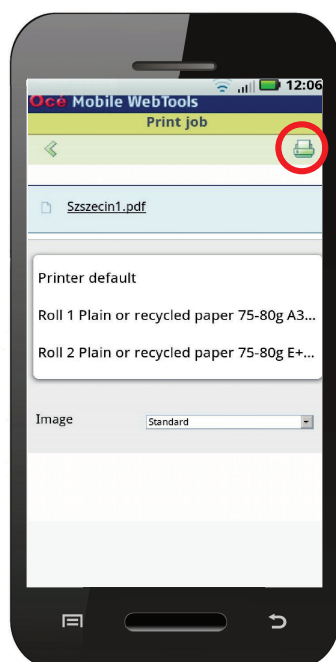 12:06
Océ Mobile WebTools
Print job
Szszecin1.pdf
Printer default
Roll 1 Plain or recycled paper 75-80g A3...
Roll 2 Plain or recycled paper 75-80g E+...
Image Standard